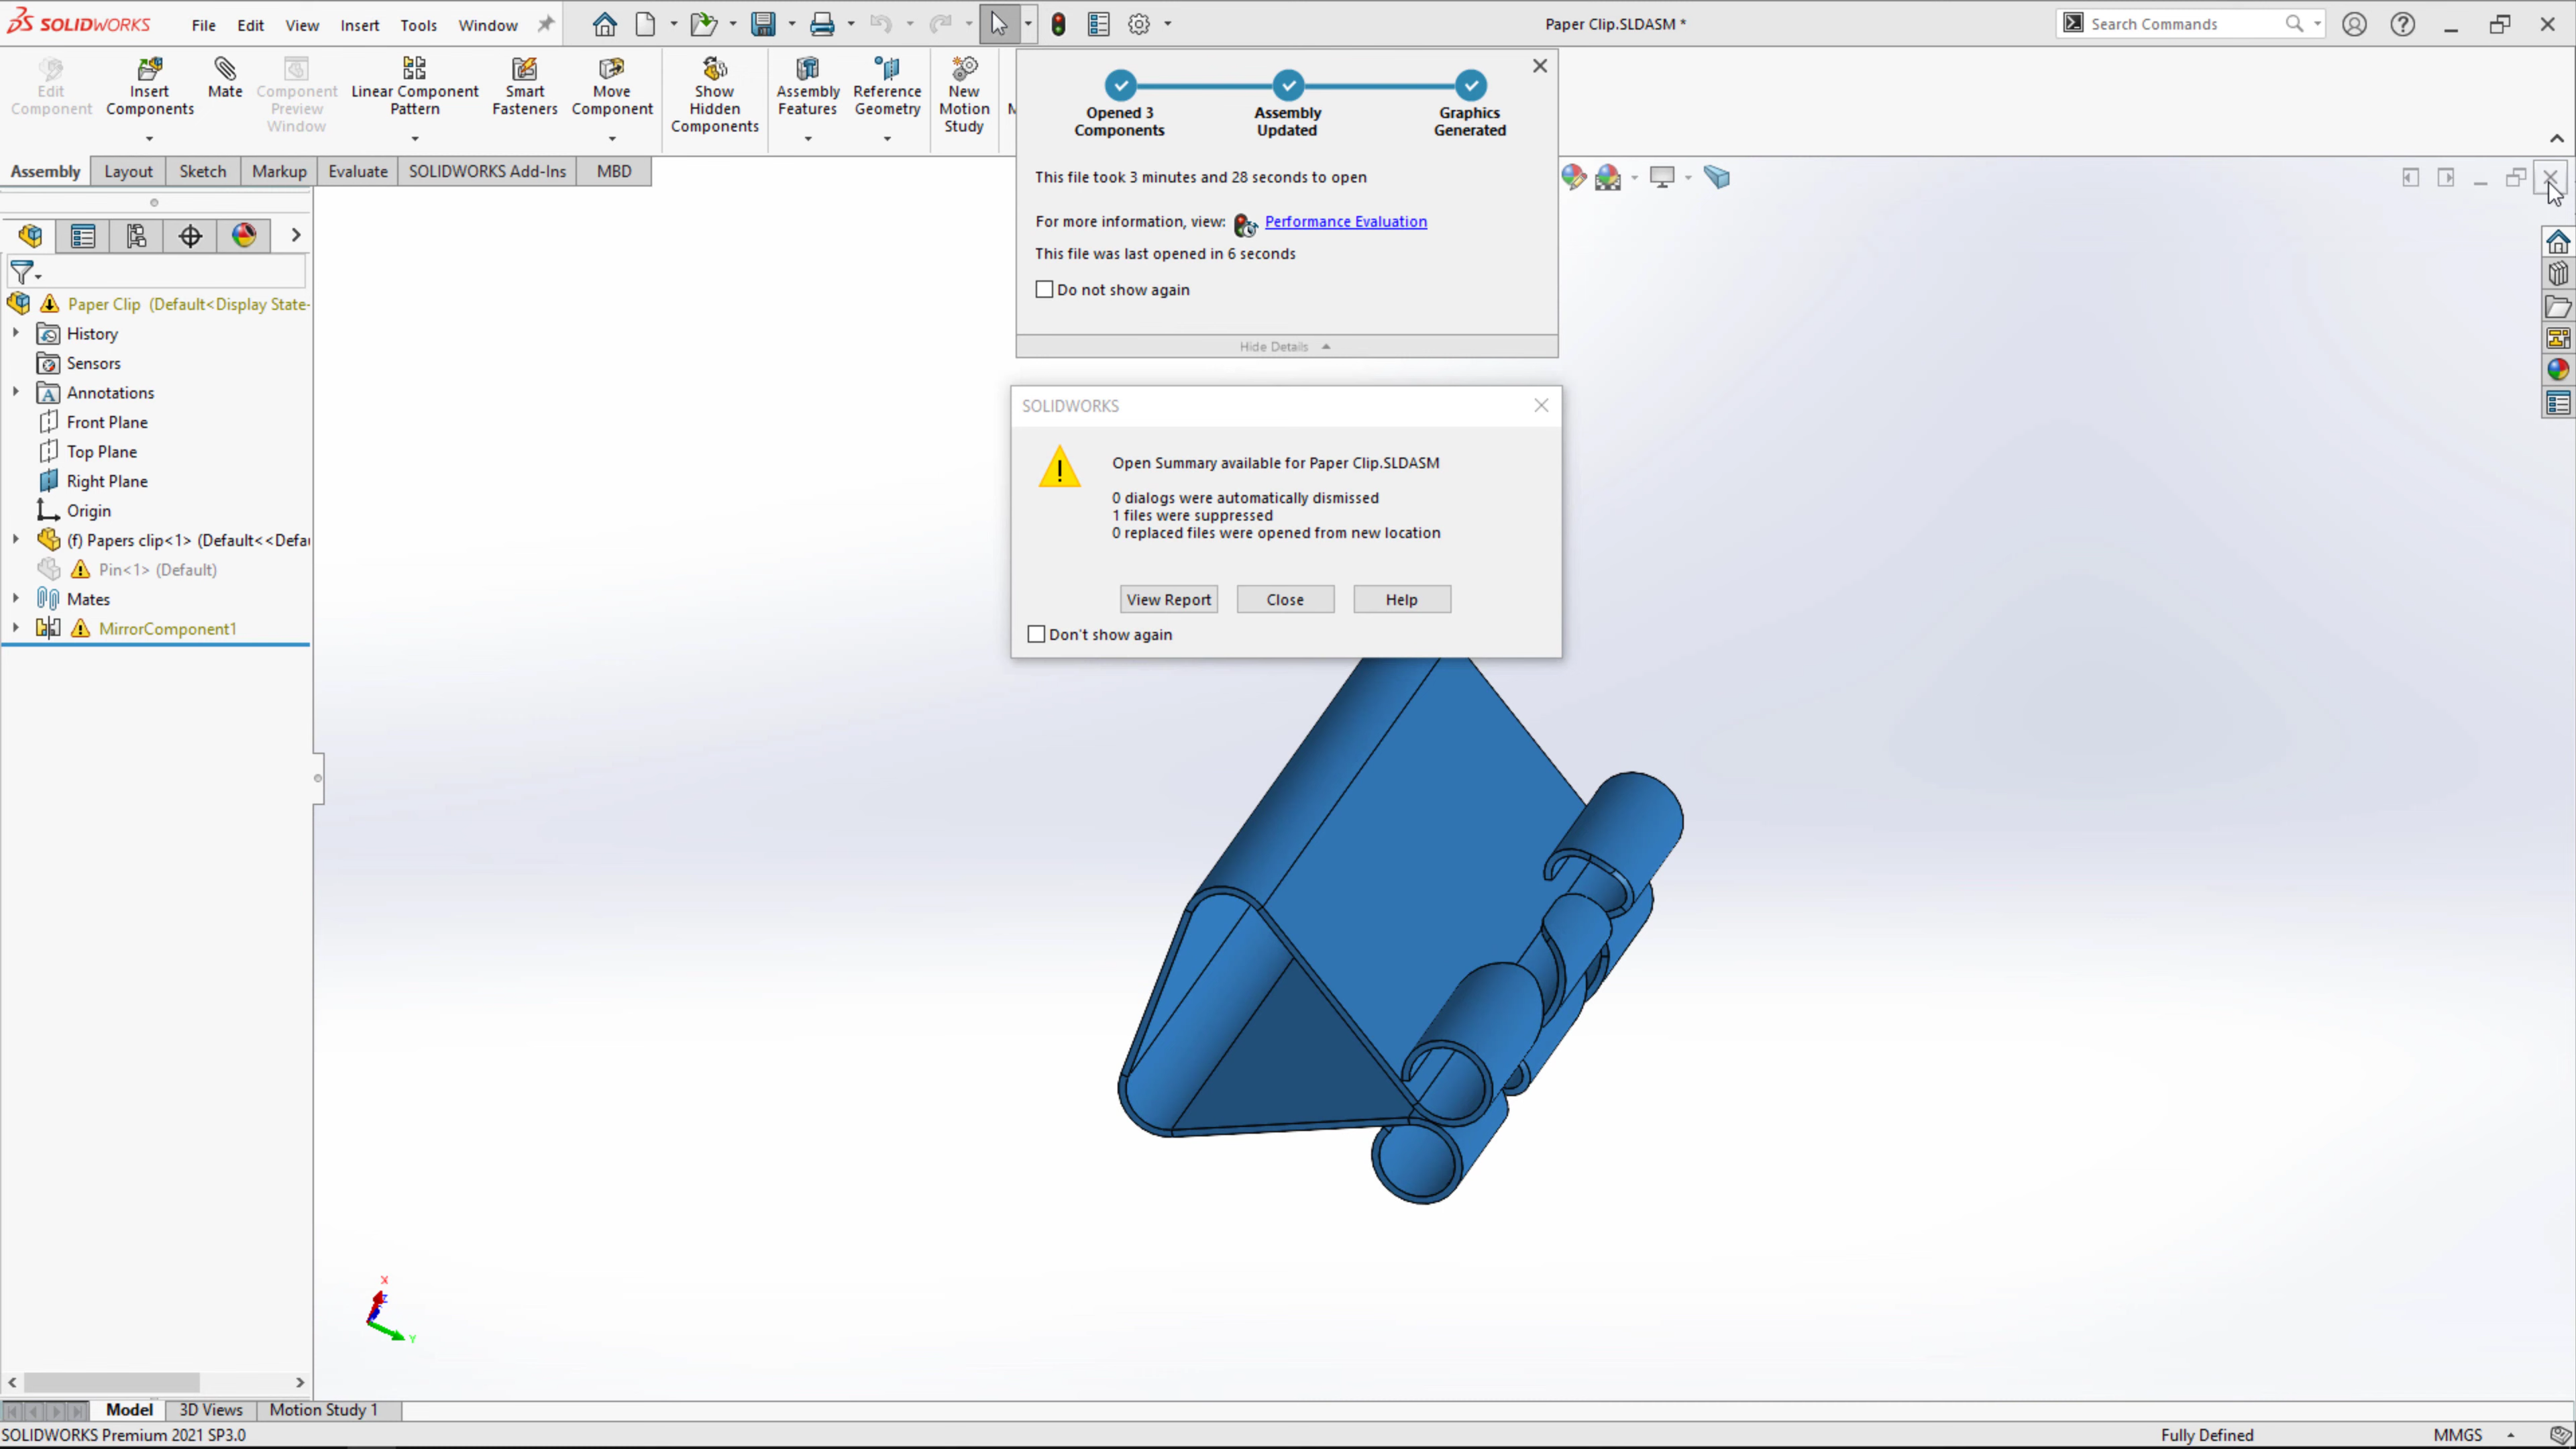 SOLIDWORKS
File
Edit
View
Insert
Tools
Window
Paper Clip.SLDASM *
Search Commands
Edit
Component
Insert
Components
Mate
Component
Preview
Window
Linear Component
Pattern
Smart
Fasteners
Move
Component
Show
Hidden
Components
Assembly
Features
Reference
Geometry
New
Motion
Study
Opened 3
Components
Assembly
Updated
Graphics
Generated
This file took 3 minutes and 28 seconds to open
For more information, view: Performance Evaluation
This file was last opened in 6 seconds
Do not show again
Hide Details
Assembly
Layout
Sketch
Markup
Evaluate
SOLIDWORKS Add-Ins
MBD
Paper Clip (Default<Display State-
History
Sensors
Annotations
Front Plane
Top Plane
Right Plane
Origin
(f) Papers clip<1> (Default<<Defau
Pin<1> (Default)
Mates
MirrorComponent1
SOLIDWORKS
Open Summary available for Paper Clip.SLDASM
0 dialogs were automatically dismissed
1 files were suppressed
0 replaced files were opened from new location
View Report
Close
Help
Don't show again
X
Z
Y
Model
3D Views
Motion Study 1
SOLIDWORKS Premium 2021 SP3.0
Fully Defined
MMGS